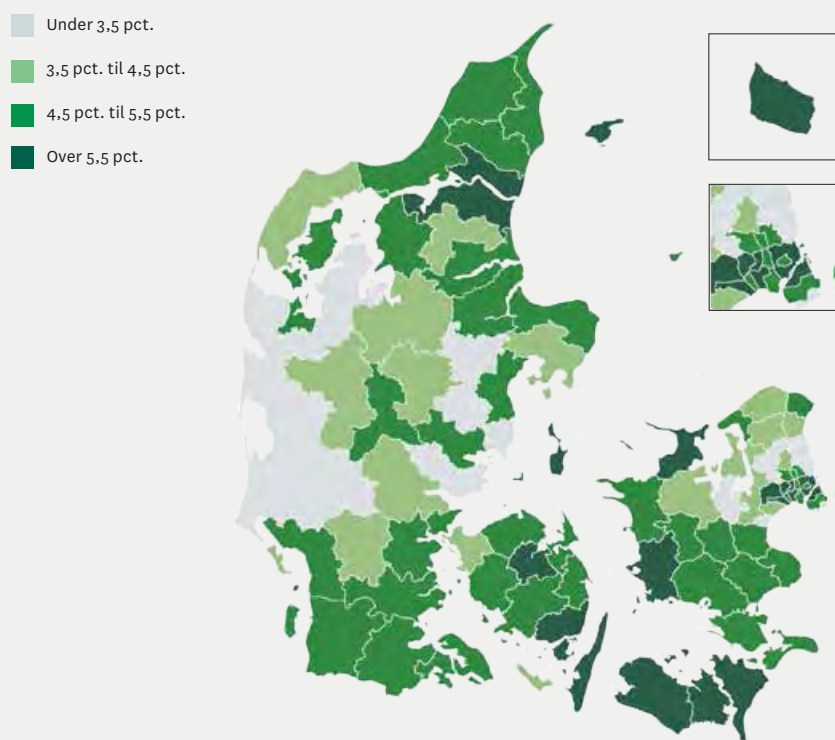 Under 3,5 pct.
3,5 pct. til 4,5 pct.
4,5 pct. til 5,5 pct.
Over 5,5 pct.